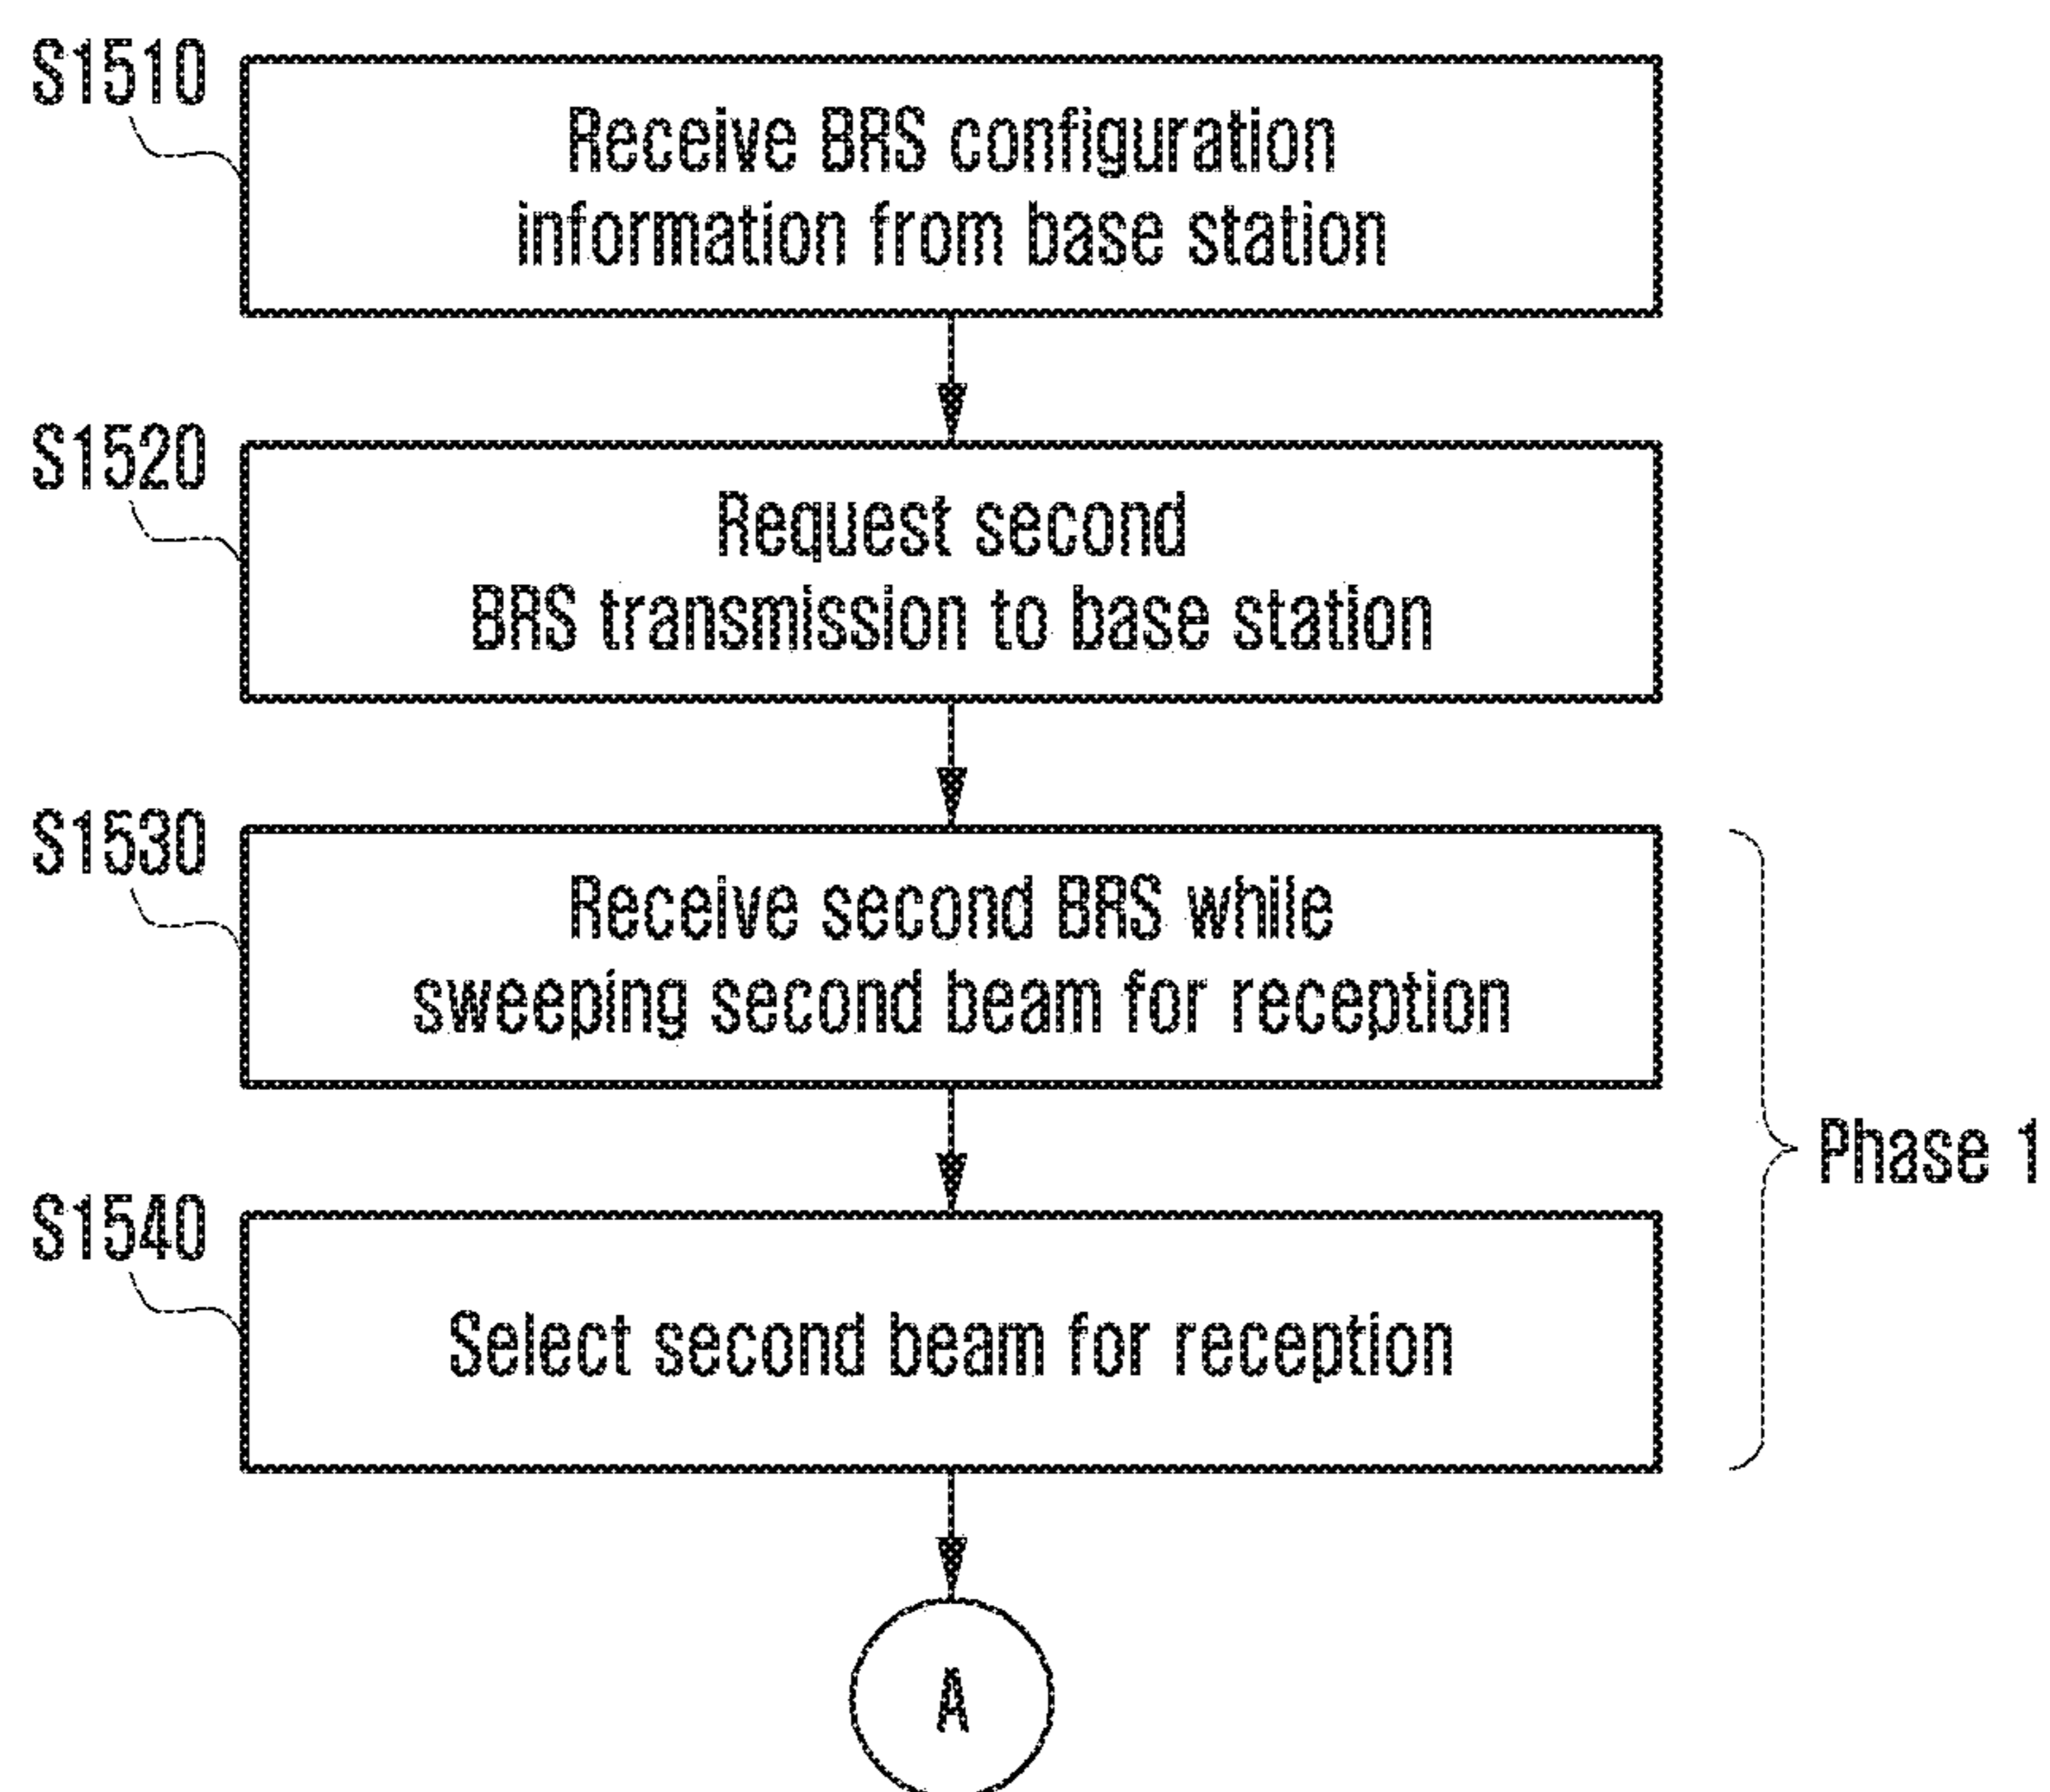 S1510
Receive BRS configuration
information from base station
S1520
Request second
BRS transmission to base station
S1530
Receive second BRS while
sweeping second beam for reception
Phase 1
S1540
Select second beam for reception
A